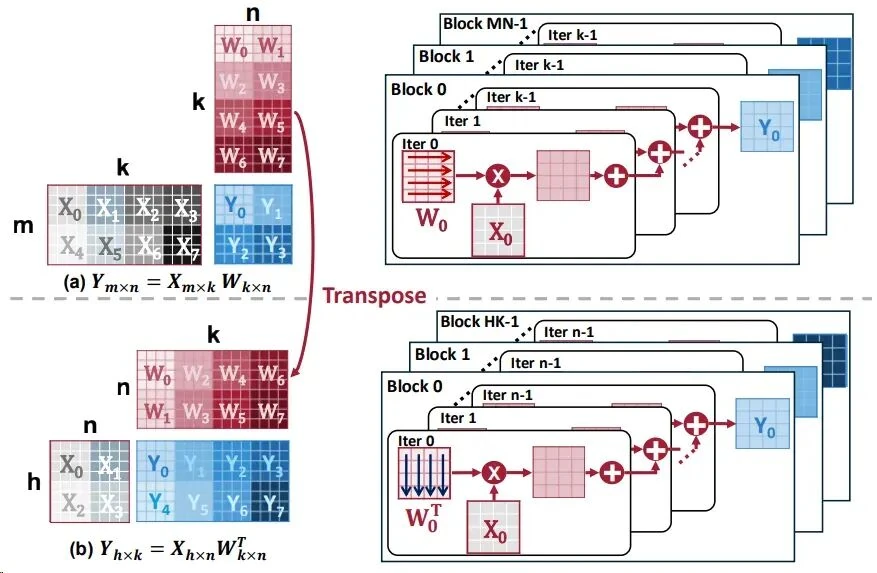 n
W0 W1
W2 W3
k
W4 W5
W6 W7
k
m
X0 X1 X2 X3
X4 X5 X6 X7
Y0 Y1
Y2 Y3
(a) Ym×n = Xm×k Wk×n
Block MN-1
Iter k-1
Block 1
Iter k-1
Block 0
Iter k-1
Iter 1
Iter 0
W0
X0
Y0
Transpose
k
n
W0 W2 W4 W6
W1 W3 W5 W7
n
h
X0 X1
X2 X3
Y0 Y1 Y2 Y3
Y4 Y5 Y6 Y7
(b) Yh×k = Xh×nW^T k×n
Block HK-1
Iter n-1
Block 1
Iter n-1
Block 0
Iter n-1
Iter 1
Iter 0
W0^T
X0
Y0